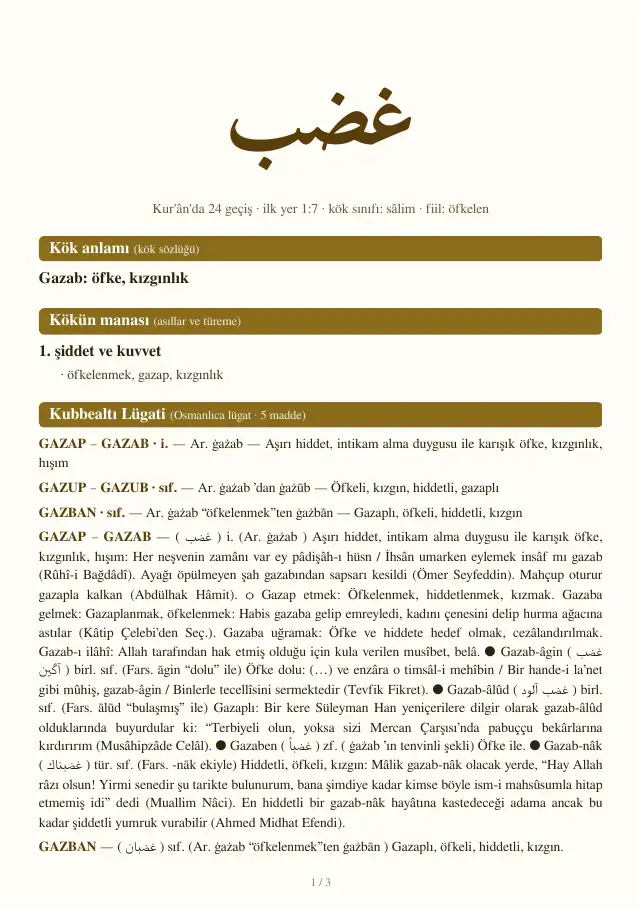 غضب
Kur'ân'da 24 geçiş · ilk yer 1:7 · kök sınıfı: sâlim · fiil: öfkelen
Kök anlamı (kök sözlüğü)
Gazab: öfke, kızgınlık
Kökün manası (asıllar ve türeme)
1. şiddet ve kuvvet
· öfkelenmek, gazap, kızgınlık
Kubbealtı Lügati (Osmanlıca lügat · 5 madde)
GAZAP – GAZAB · i. — Ar. ġażab — Aşırı hiddet, intikam alma duygusu ile karışık öfke, kızgınlık,
hışım
GAZUP – GAZUB · sıf. — Ar. ġażab 'dan ġażūb — Öfkeli, kızgın, hiddetli, gazaplı
GAZBAN · sıf. — Ar. ġażab “öfkelenmek”ten ġażbān — Gazaplı, öfkeli, hiddetli, kızgın
GAZAP – GAZAB — ( غضب ) i. (Ar. ġażab ) Aşırı hiddet, intikam alma duygusu ile karışık öfke,
kızgınlık, hışım: Her neşvenin zamânı var ey pâdişâh-ı hüsn / İhsân umarken eylemek insâf mı gazab
(Rûhî-i Bağdâdî). Ayağı öpülmeyen şah gazabından sapsarı kesildi (Ömer Seyfeddin). Mahçup oturur
gazapla kalkan (Abdülhak Hâmit). ѻ Gazap etmek: Öfkelenmek, hiddetlenmek, kızmak. Gazaba
gelmek: Gazaplanmak, öfkelenmek: Habis gazaba gelip emreyledi, kadını çenesini delip hurma ağacına
astılar (Kâtip Çelebi’den Seç.). Gazaba uğramak: Öfke ve hiddete hedef olmak, cezâlandırılmak.
Gazab-ı ilâhî: Allah tarafından hak etmiş olduğu için kula verilen musîbet, belâ. ● Gazab-âgin ( غضب
آگين ) birl. sıf. (Fars. āgіn “dolu” ile) Öfke dolu: (…) ve enzâra o timsâl-i mehîbin / Bir hande-i la’net
gibi mûhiş, gazab-âgin / Binlerle tecellîsini sermektedir (Tevfik Fikret). ● Gazab-âlûd ( غضب آلود ) birl.
sıf. (Fars. ālūd “bulaşmış” ile) Gazaplı: Bir kere Süleyman Han yeniçerilere dilgir olarak gazab-âlûd
olduklarında buyurdular ki: “Terbiyeli olun, yoksa sizi Mercan Çarşısı’nda pabuççu bekârlarına
kırdırırım (Musâhipzâde Celâl). ● Gazaben ( غضباً ) zf. ( ġażab ’ın tenvinli şekli) Öfke ile. ● Gazab-nâk
( غضبناك ) tür. sıf. (Fars. -nāk ekiyle) Hiddetli, öfkeli, kızgın: Mâlik gazab-nâk olacak yerde, “Hay Allah
râzı olsun! Yirmi senedir şu tarikte bulunurum, bana şimdiye kadar kimse böyle ism-i mahsûsumla hitap
etmemiş idi” dedi (Muallim Nâci). En hiddetli bir gazab-nâk hayâtına kastedeceği adama ancak bu
kadar şiddetli yumruk vurabilir (Ahmed Midhat Efendi).
GAZBAN — ( غضبان ) sıf. (Ar. ġażab “öfkelenmek”ten ġażbān ) Gazaplı, öfkeli, hiddetli, kızgın.
1 / 3